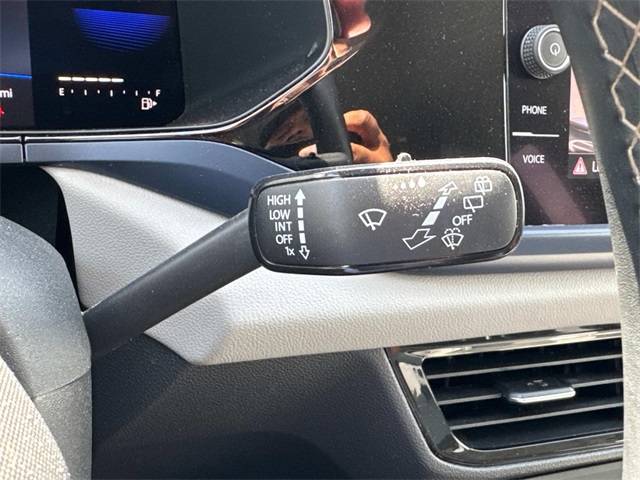 E F
mi
PHONE
VOICE
HIGH
LOW
INT
OFF
1x
OFF